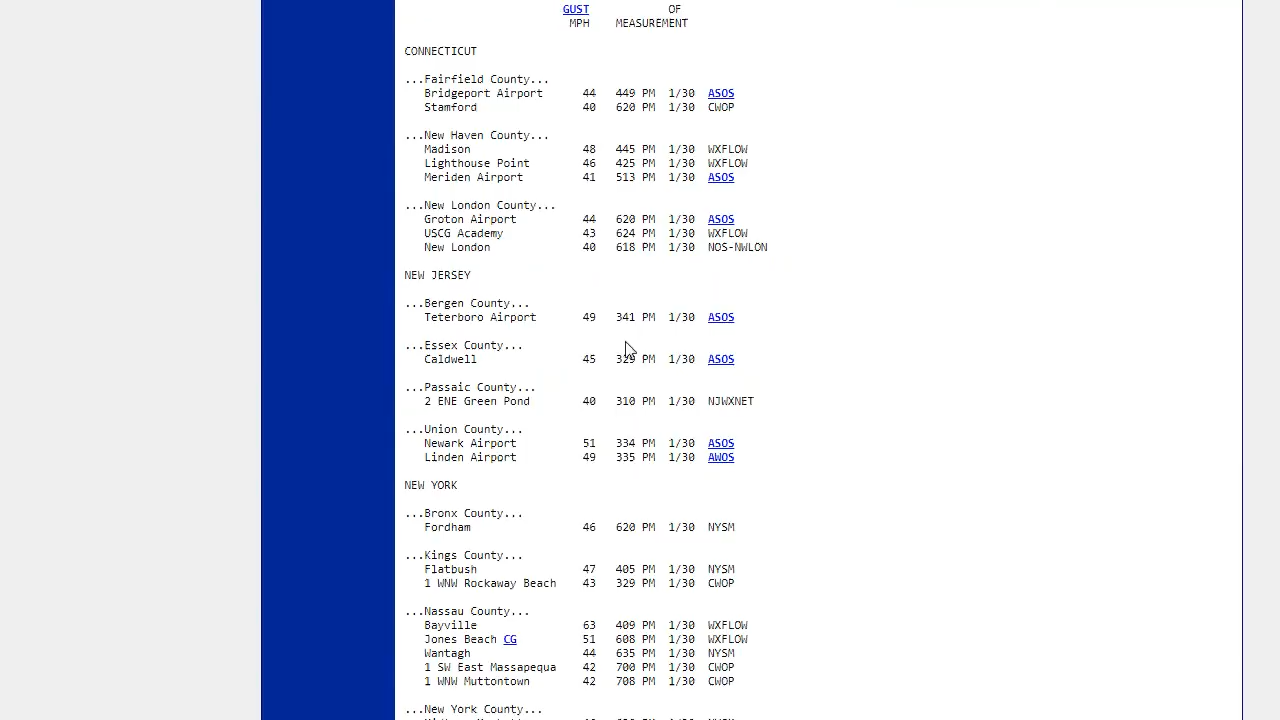 GUST OF
MPH MEASUREMENT
CONNECTICUT
...Fairfield County...
Bridgeport Airport 44 449 PM 1/30 ASOS
Stamford 40 620 PM 1/30 CWOP
...New Haven County...
Madison 48 445 PM 1/30 WXFLOW
Lighthouse Point 46 425 PM 1/30 WXFLOW
Meriden Airport 41 513 PM 1/30 ASOS
...New London County...
Groton Airport 44 620 PM 1/30 ASOS
USCG Academy 43 624 PM 1/30 WXFLOW
New London 40 618 PM 1/30 NOS-NWLON
NEW JERSEY
...Bergen County...
Teterboro Airport 49 341 PM 1/30 ASOS
...Essex County...
Caldwell 45 329 PM 1/30 ASOS
...Passaic County...
2 ENE Green Pond 40 310 PM 1/30 NJWXNET
...Union County...
Newark Airport 51 334 PM 1/30 ASOS
Linden Airport 49 335 PM 1/30 AWOS
NEW YORK
...Bronx County...
Fordham 46 620 PM 1/30 NYSM
...Kings County...
Flatbush 47 405 PM 1/30 NYSM
1 WNW Rockaway Beach 43 329 PM 1/30 CWOP
...Nassau County...
Bayville 63 409 PM 1/30 WXFLOW
Jones Beach CG 51 608 PM 1/30 WXFLOW
Wantagh 44 635 PM 1/30 NYSM
1 SW East Massapequa 42 700 PM 1/30 CWOP
1 WNW Muttontown 42 708 PM 1/30 CWOP
...New York County...